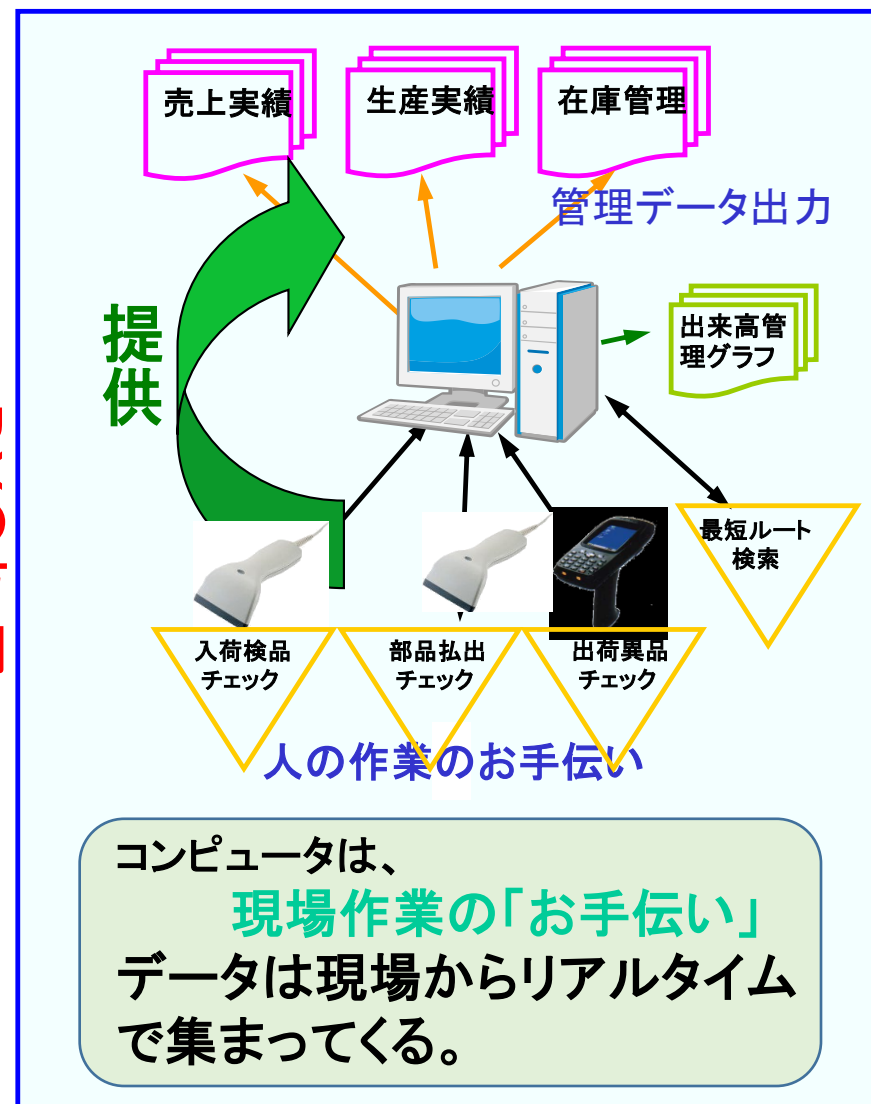 売上実績
生産実績
在庫管理
管理データ出力
提供
出来高管
理グラフ
最短ルート
検索
入荷検品
チェック
部品払出
チェック
出荷異品
チェック
人の作業のお手伝い
コンピュータは、
現場作業の「お手伝い」
データは現場からリアルタイム
で集まってくる。